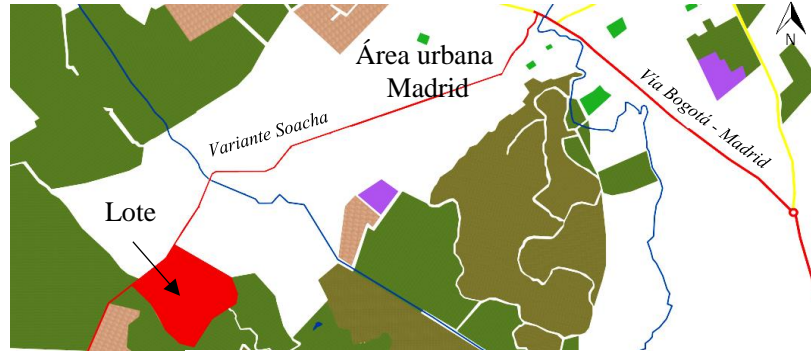 Área urbana
Madrid
N
Variante Soacha
Vía Bogotá - Madrid
Lote